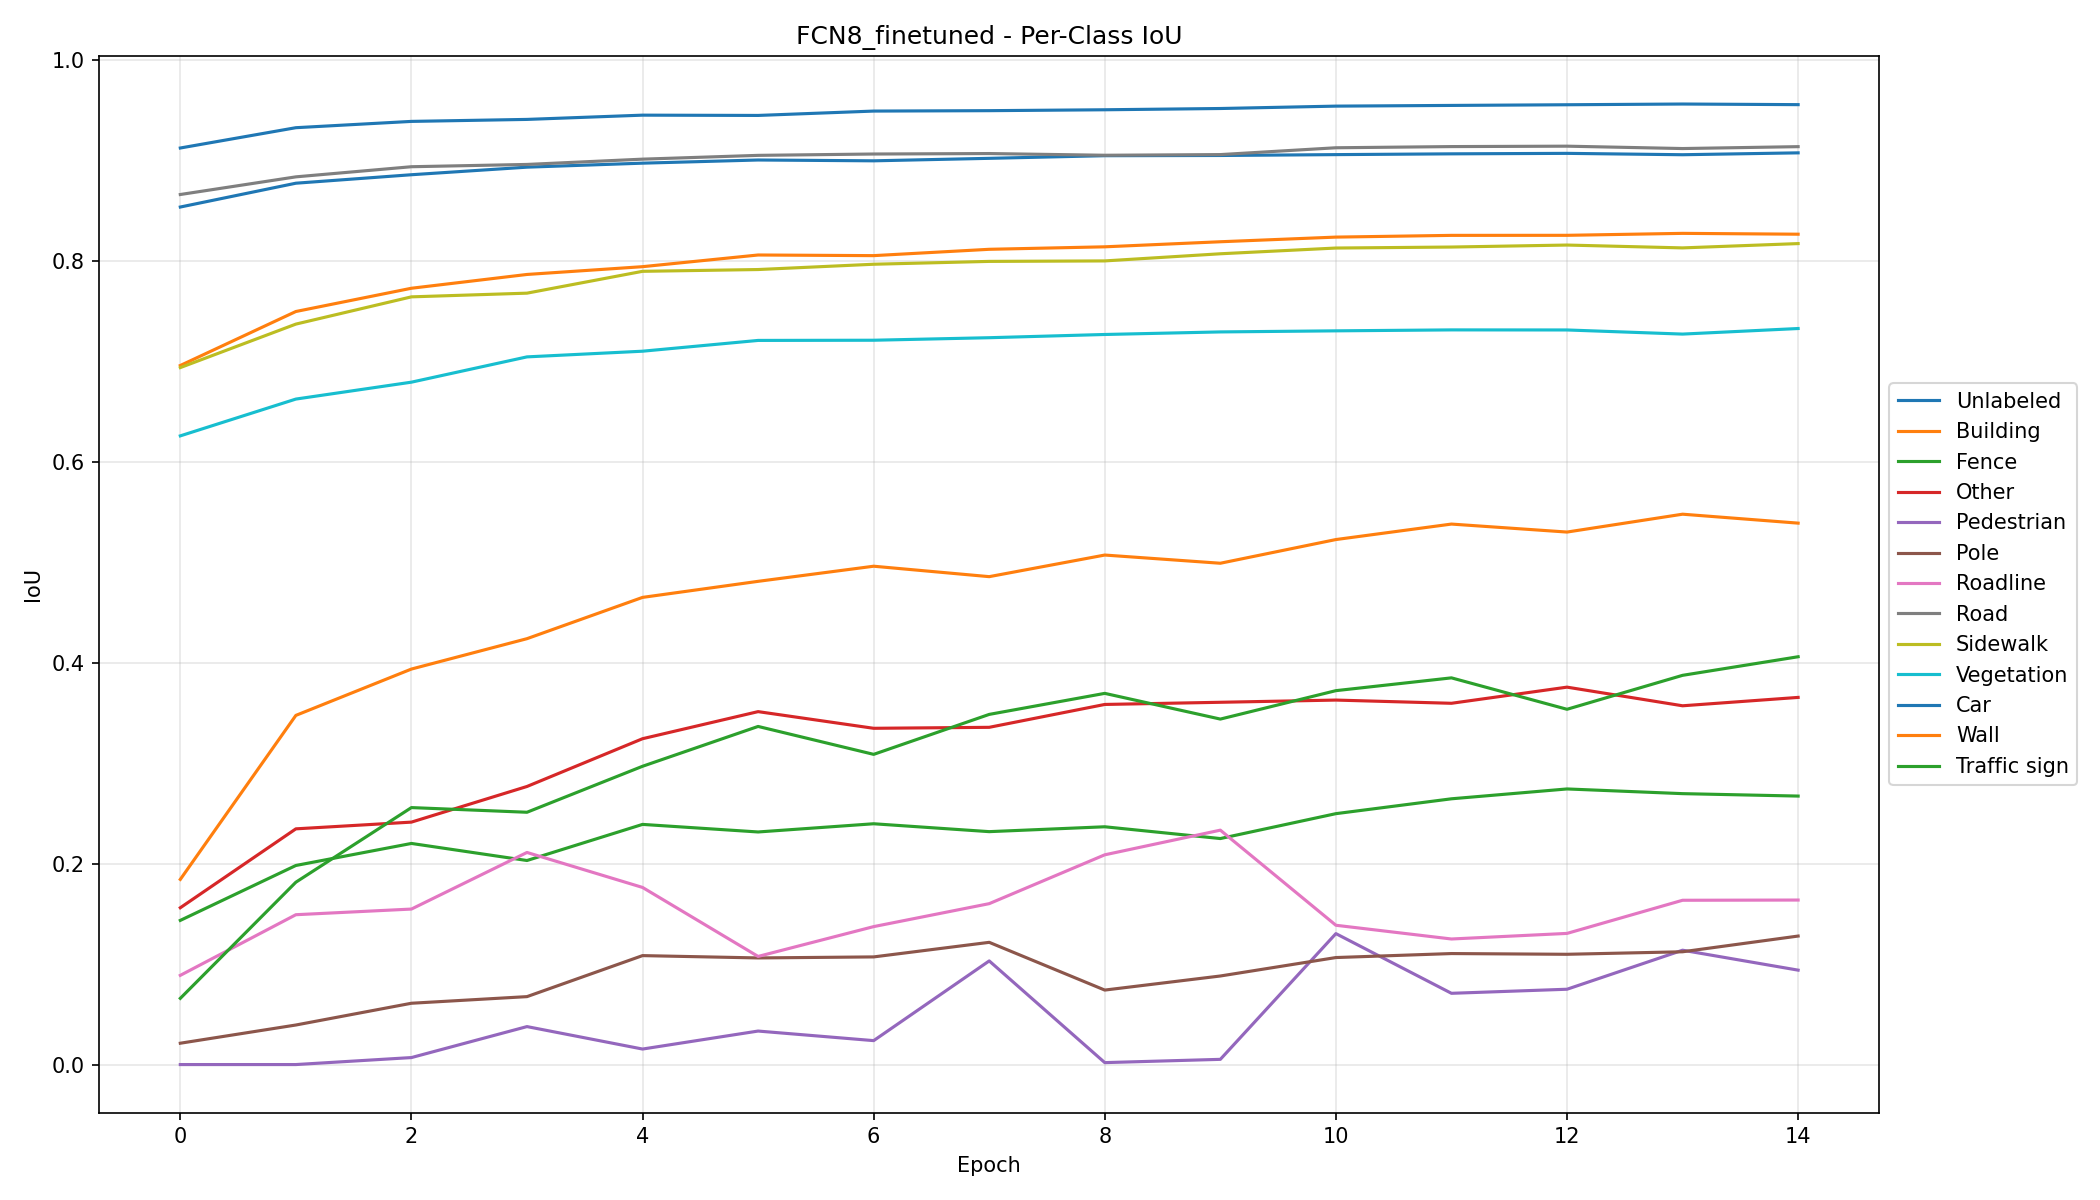 FCN8_finetuned - Per-Class IoU
1.0
0.8
0.6
0.4
0.2
0.0
IoU
0 2 4 6 8 10 12 14
Epoch
Unlabeled
Building
Fence
Other
Pedestrian
Pole
Roadline
Road
Sidewalk
Vegetation
Car
Wall
Traffic sign